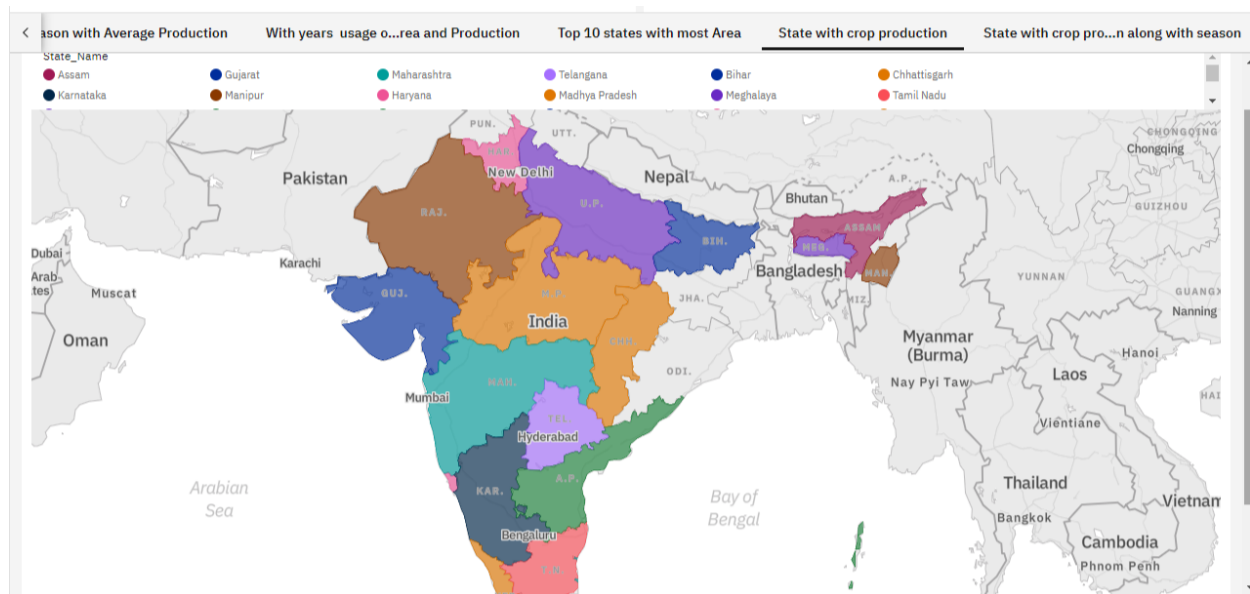 ason with Average Production
With years usage o...rea and Production
Top 10 states with most Area
State with crop production
State with crop pro...n along with season
State_Name
Assam
Gujarat
Maharashtra
Telangana
Bihar
Chhattisgarh
Karnataka
Manipur
Haryana
Madhya Pradesh
Meghalaya
Tamil Nadu
PUN.
UTT.
CHONGQING
Chongqing
HAR.
New Delhi
Pakistan
Nepal
A.P.
Bhutan
RAJ.
U.P.
GUIZHOU
ASSAM
BIH.
MEG.
Dubai
Karachi
Bangladesh
MAN.
YUNNAN
Arab
tes)
Muscat
GUJ.
M.P.
JHA.
MIZ.
GUANGX
Nanning
India
Oman
CHH.
Myanmar
(Burma)
Hanoi
ODI.
Laos
MAH.
Nay Pyi Taw
Mumbai
HAI
TEL.
Hyderabad
Vientiane
A.P.
KAR.
Arabian
Sea
Bay of
Bengal
Thailand
Vietnam
Bangkok
Bengaluru
Cambodia
Phnom Penh
T.N.